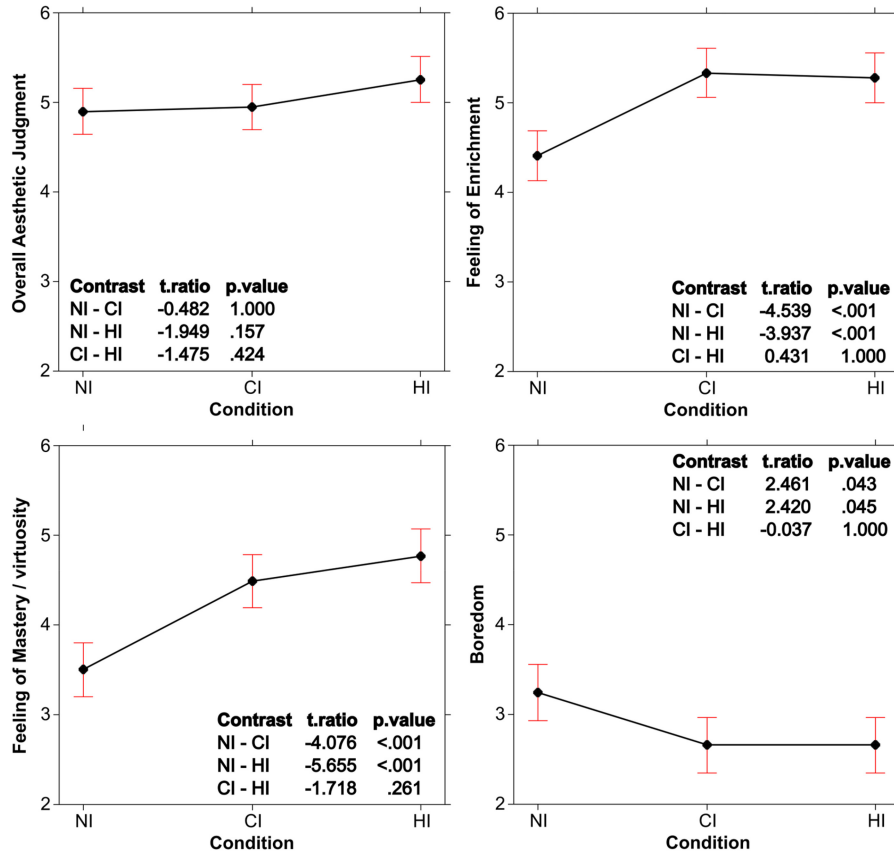 Overall Aesthetic Judgment
6
5
4
3
2
Contrast t.ratio p.value
NI - CI -0.482 1.000
NI - HI -1.949 .157
CI - HI -1.475 .424
NI CI HI
Condition
Feeling of Enrichment
6
5
4
3
2
Contrast t.ratio p.value
NI - CI -4.539 <.001
NI - HI -3.937 <.001
CI - HI 0.431 1.000
NI CI HI
Condition
Feeling of Mastery / virtuosity
6
5
4
3
2
Contrast t.ratio p.value
NI - CI -4.076 <.001
NI - HI -5.655 <.001
CI - HI -1.718 .261
NI CI HI
Condition
Boredom
6
5
4
3
2
Contrast t.ratio p.value
NI - CI 2.461 .043
NI - HI 2.420 .045
CI - HI -0.037 1.000
NI CI HI
Condition